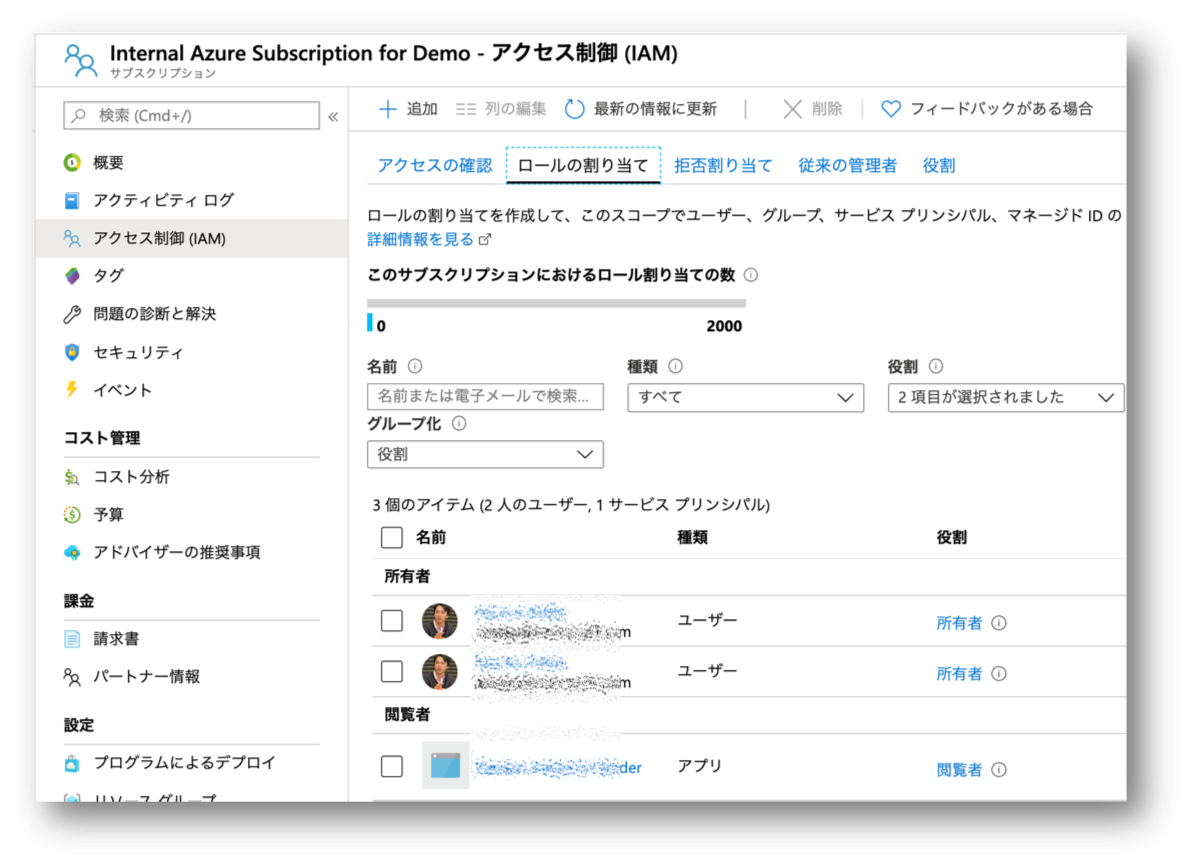 Internal Azure Subscription for Demo - アクセス制御 (IAM)
サブスクリプション
検索 (Cmd+/)
«
概要
アクティビティ ログ
アクセス制御 (IAM)
タグ
問題の診断と解決
セキュリティ
イベント
コスト管理
コスト分析
予算
アドバイザーの推奨事項
課金
請求書
パートナー情報
設定
プログラムによるデプロイ
リソース グループ
追加
列の編集
最新の情報に更新
削除
フィードバックがある場合
アクセスの確認
ロールの割り当て
拒否割り当て
従来の管理者
役割
ロールの割り当てを作成して、このスコープでユーザー、グループ、サービス プリンシパル、マネージド ID の
詳細情報を見る
このサブスクリプションにおけるロール割り当ての数
0 2000
名前 種類 役割
名前または電子メールで検索... すべて 2 項目が選択されました
グループ化
役割
3 個のアイテム (2 人のユーザー, 1 サービス プリンシパル)
名前 種類 役割
所有者
ユーザー 所有者
m
ユーザー 所有者
m
閲覧者
der アプリ 閲覧者